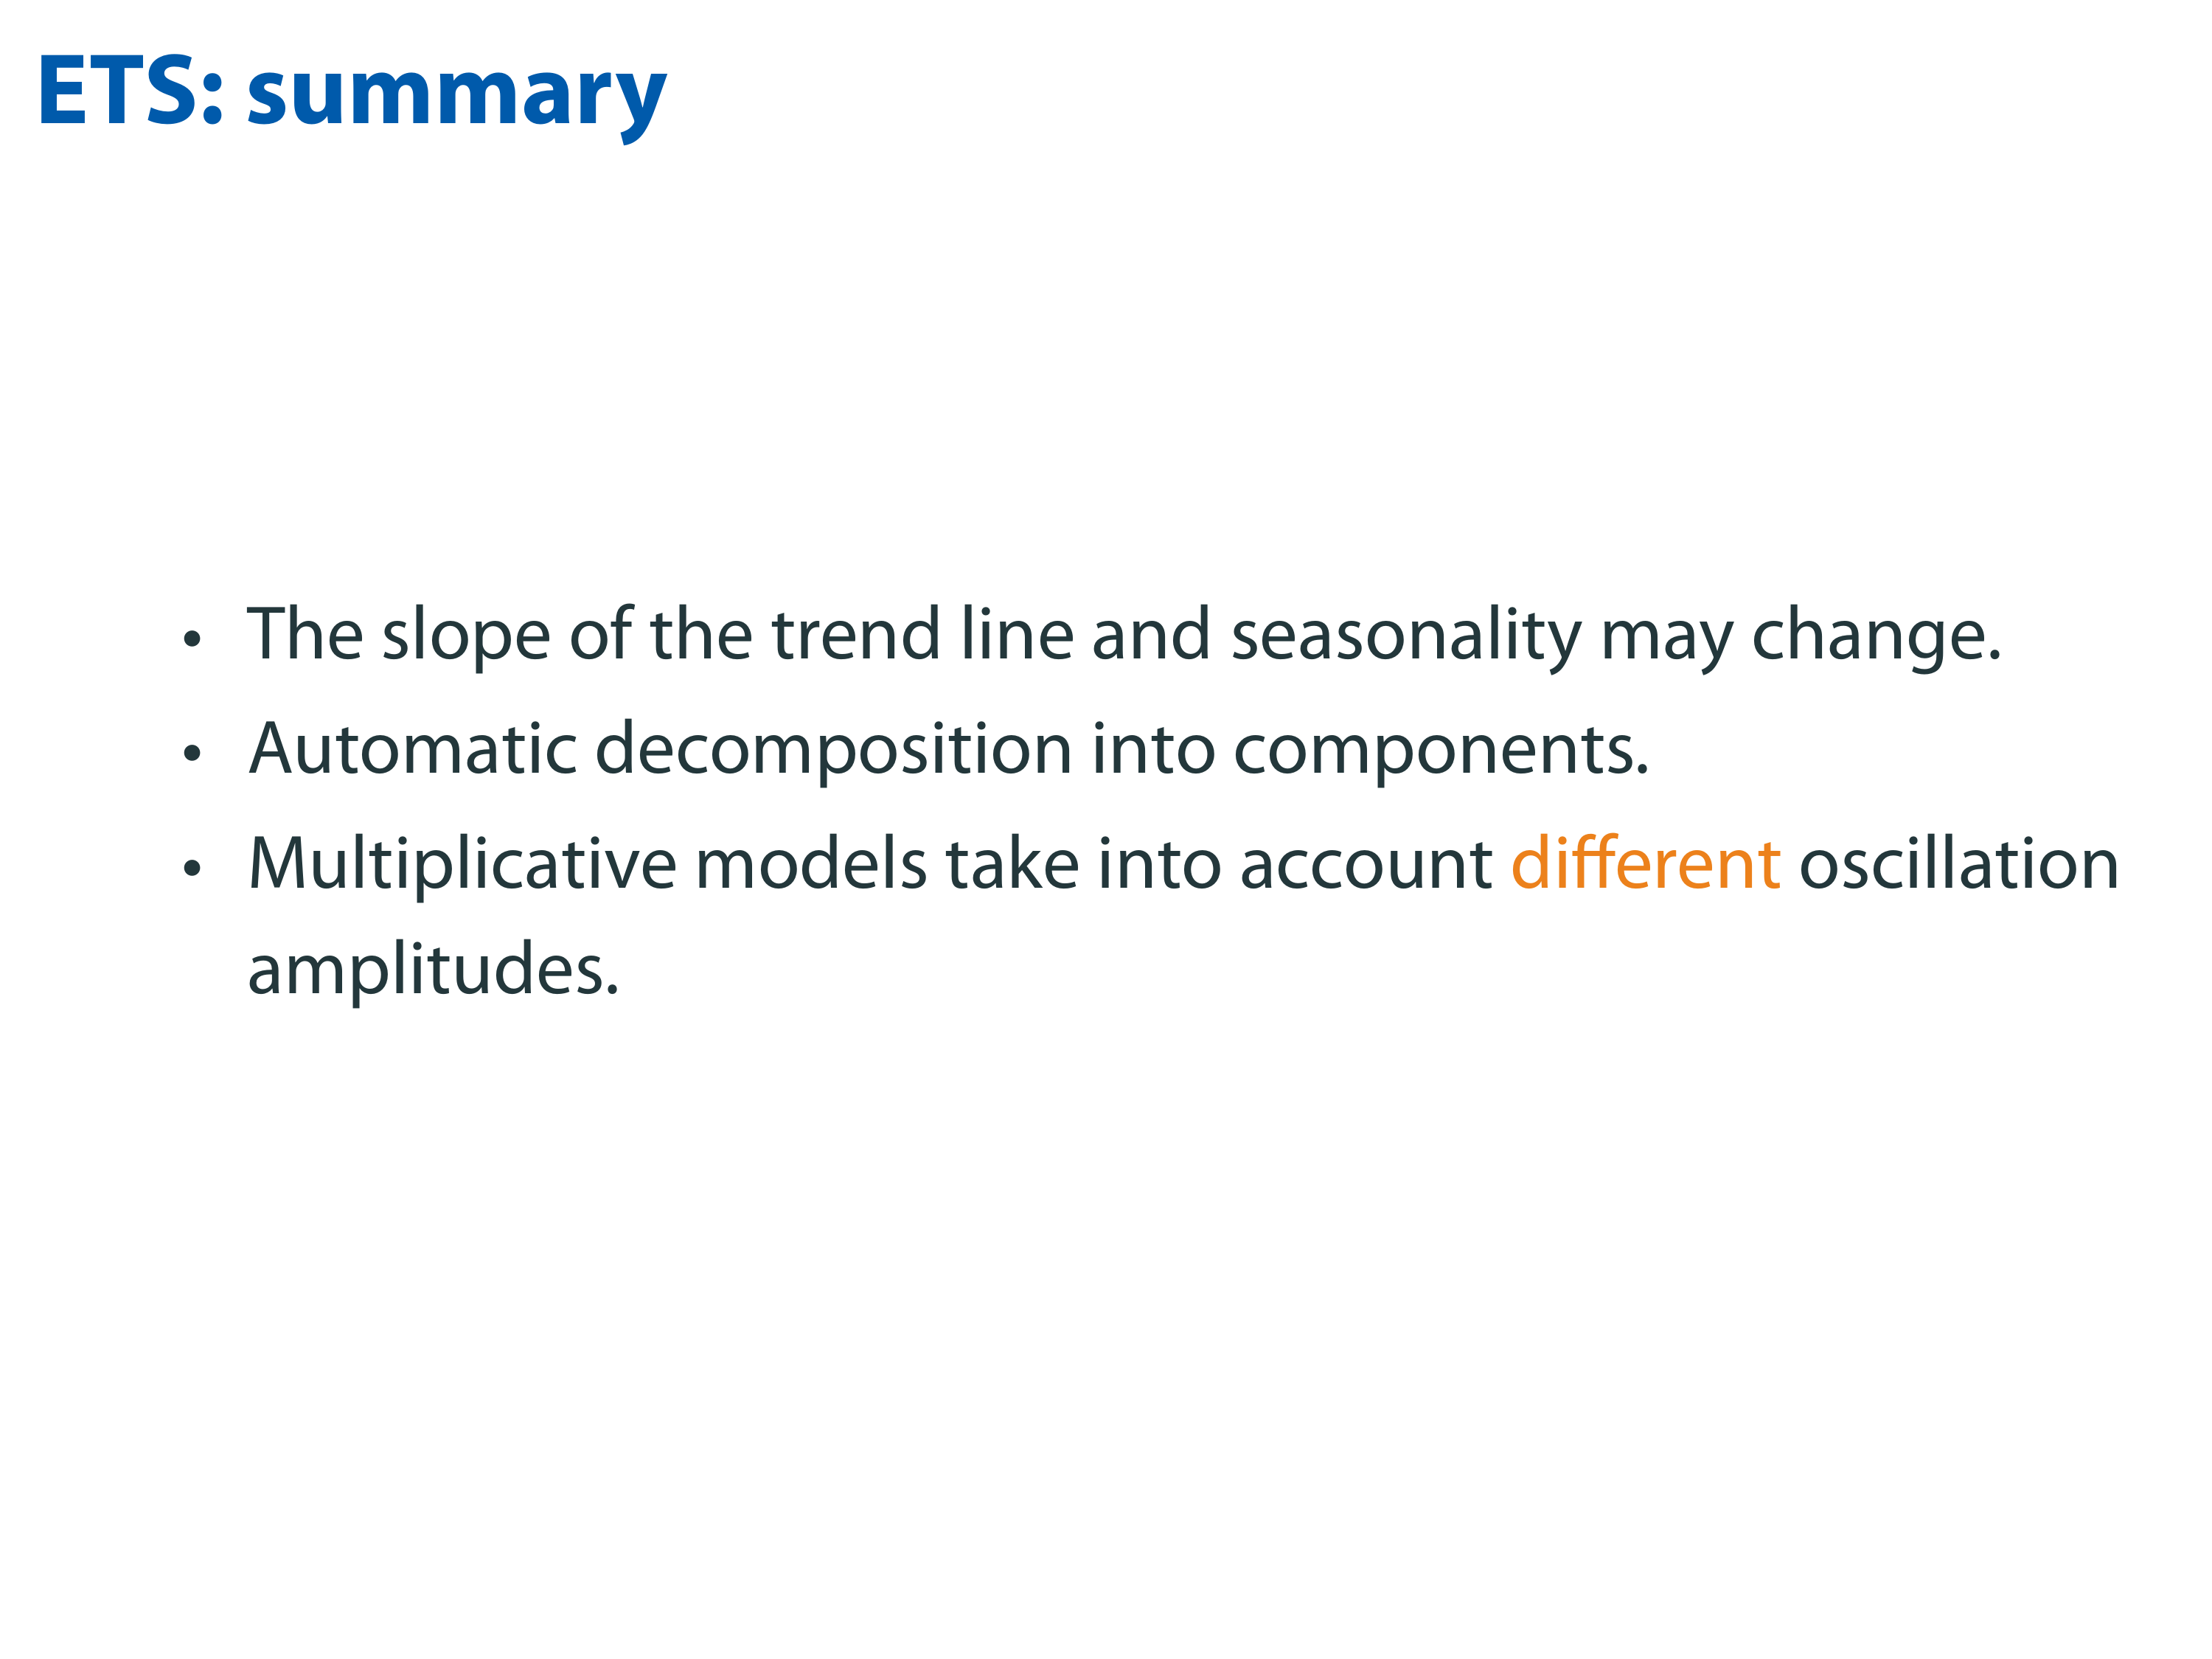 ETS: summary
• The slope of the trend line and seasonality may change.
• Automatic decomposition into components.
• Multiplicative models take into account different oscillation
amplitudes.